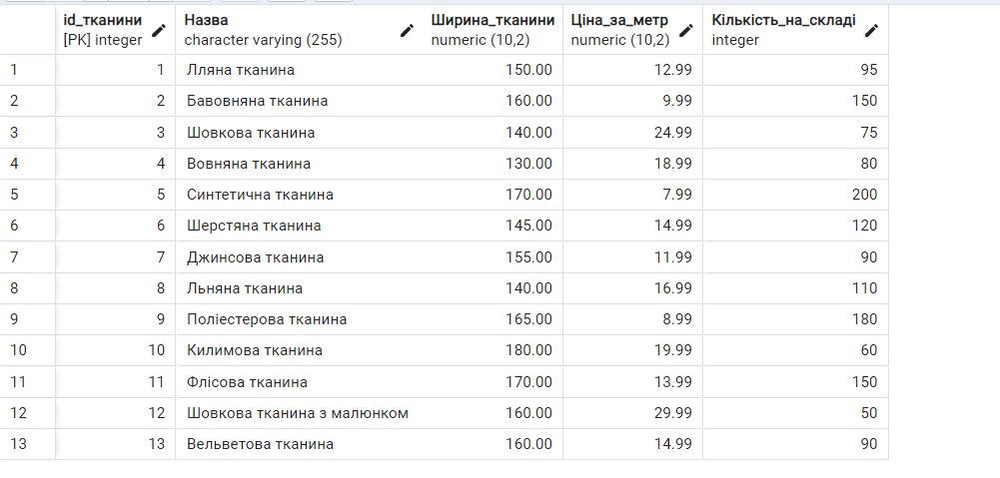 id_тканини Назва Ширина_тканини Ціна_за_метр Кількість_на_складі
[PK] integer character varying (255) numeric (10,2) numeric (10,2) integer
1 1 Лляна тканина 150.00 12.99 95
2 2 Бавовняна тканина 160.00 9.99 150
3 3 Шовкова тканина 140.00 24.99 75
4 4 Вовняна тканина 130.00 18.99 80
5 5 Синтетична тканина 170.00 7.99 200
6 6 Шерстяна тканина 145.00 14.99 120
7 7 Джинсова тканина 155.00 11.99 90
8 8 Льняна тканина 140.00 16.99 110
9 9 Поліестерова тканина 165.00 8.99 180
10 10 Килимова тканина 180.00 19.99 60
11 11 Флісова тканина 170.00 13.99 150
12 12 Шовкова тканина з малюнком 160.00 29.99 50
13 13 Вельветова тканина 160.00 14.99 90